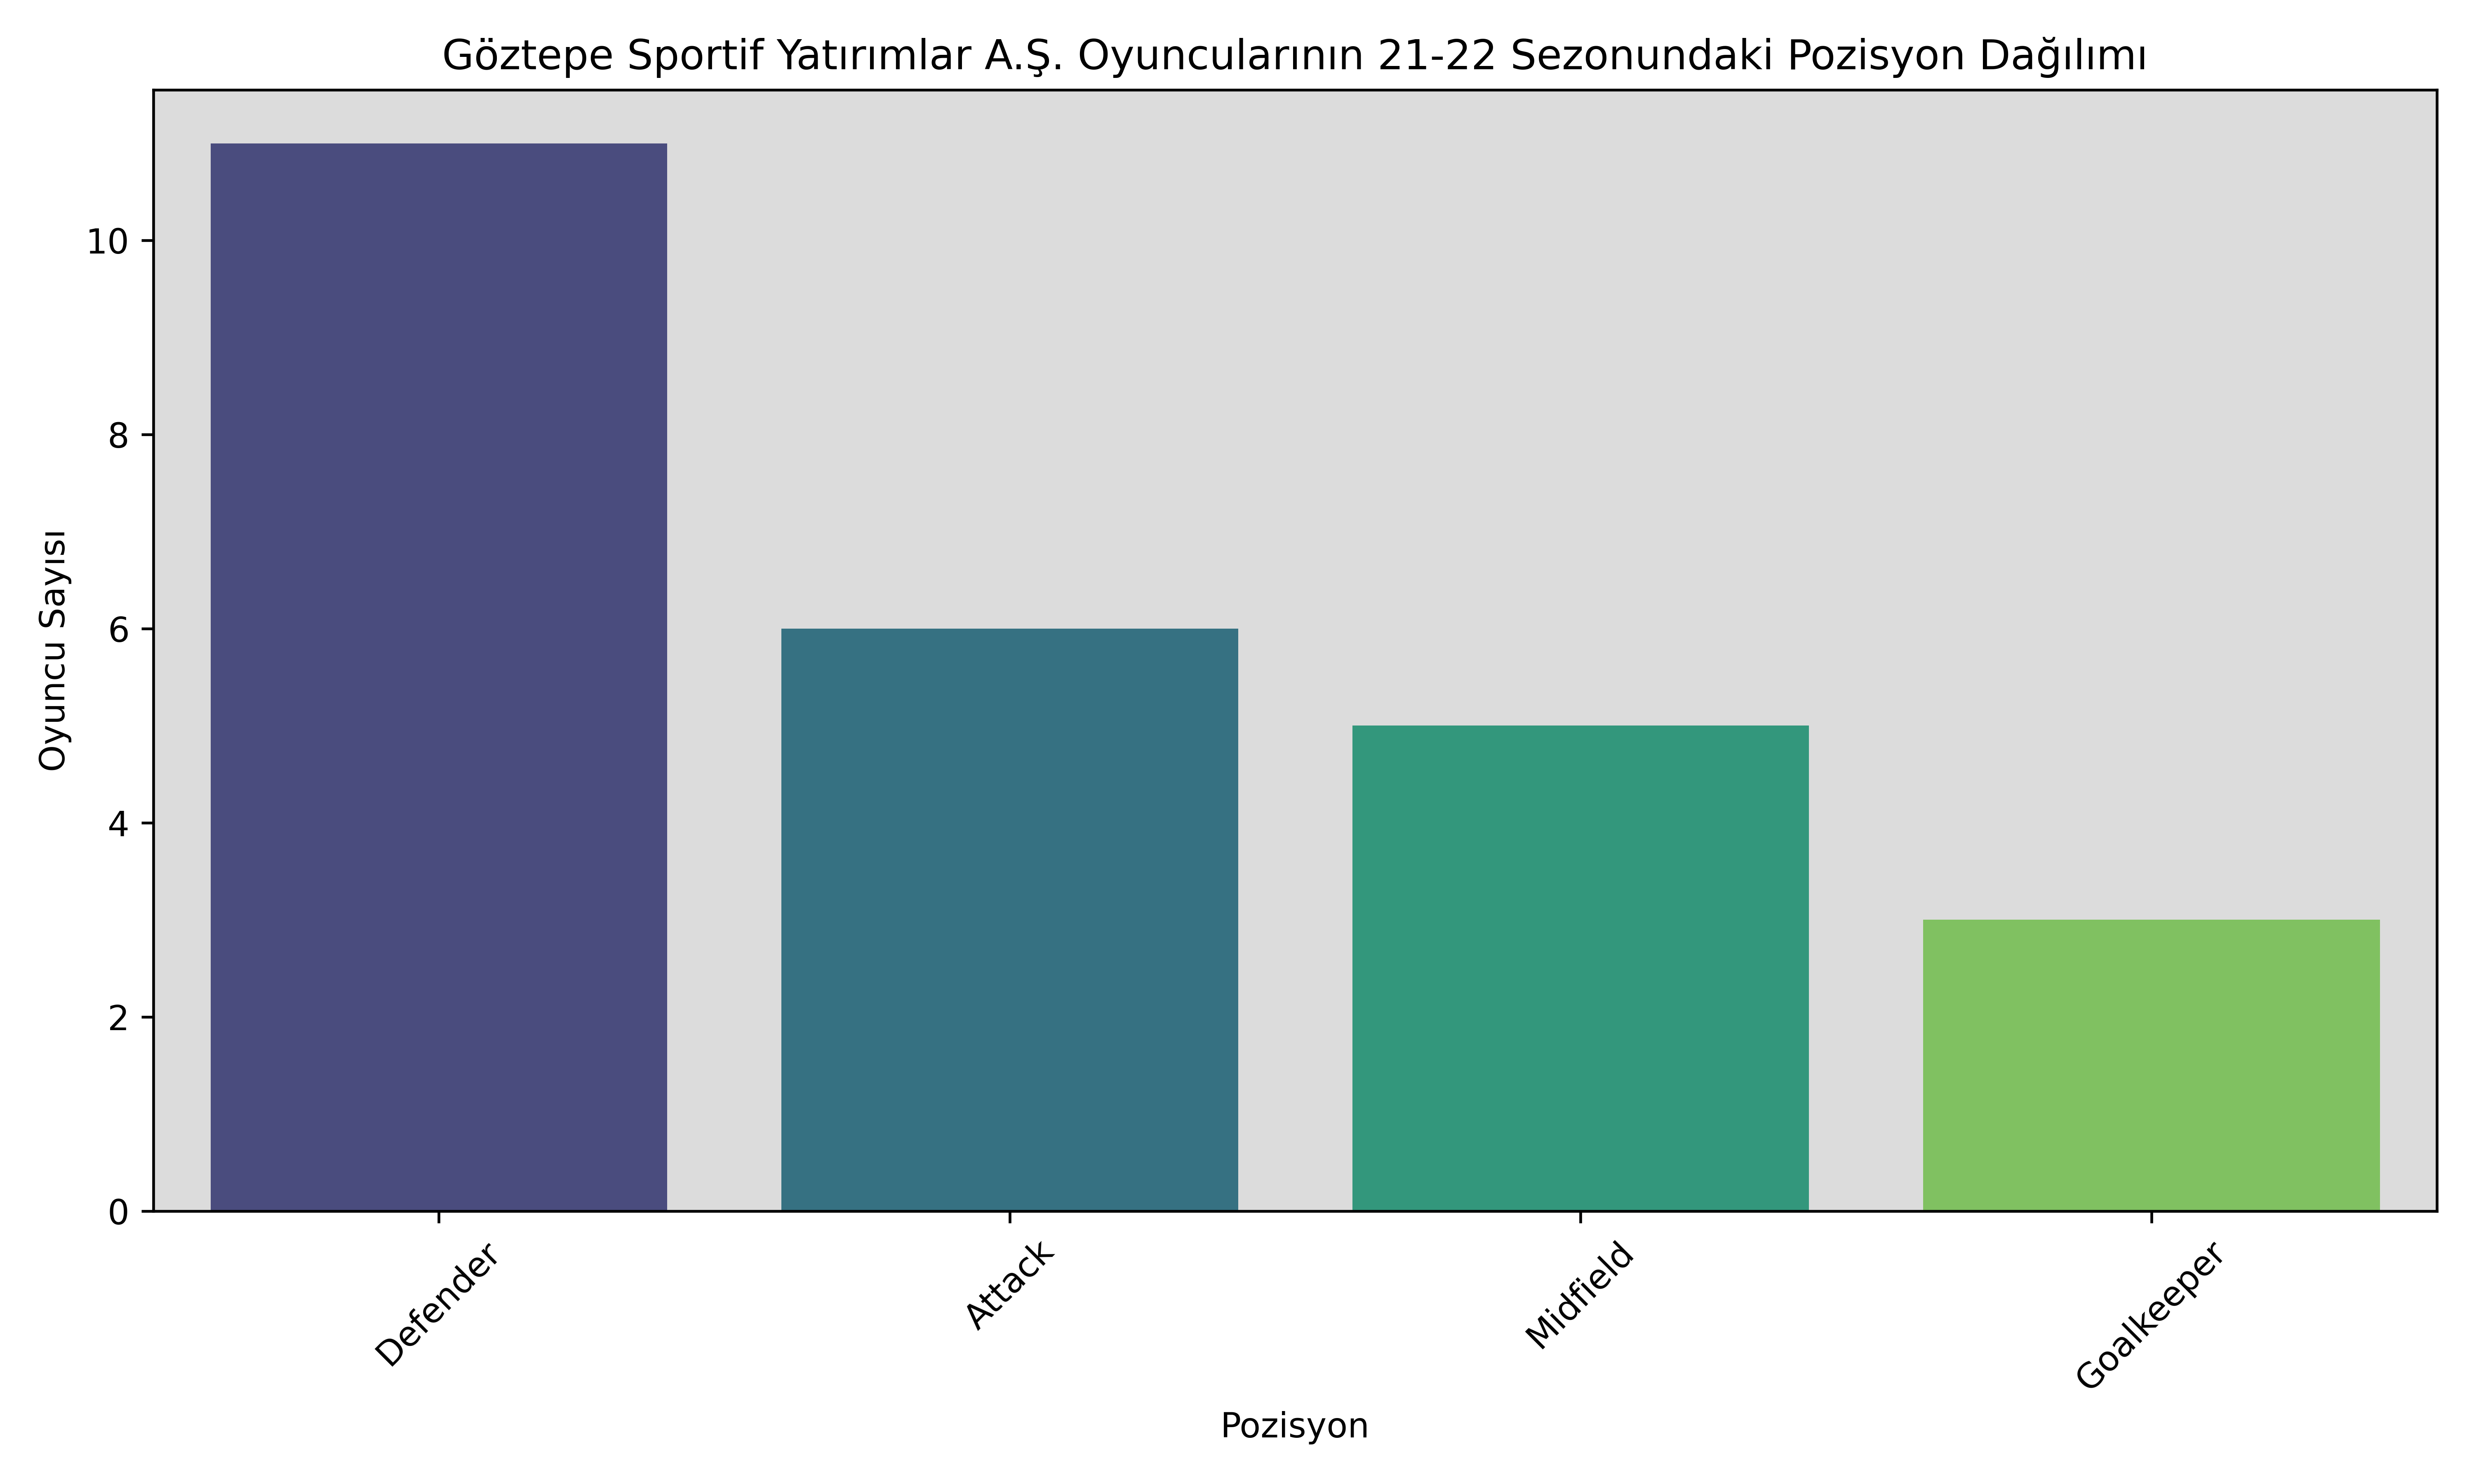 Göztepe Sportif Yatırımlar A.Ş. Oyuncularının 21-22 Sezonundaki Pozisyon Dağılımı
Oyuncu Sayısı
10
8
6
4
2
0
Defender
Attack
Midfield
Goalkeeper
Pozisyon